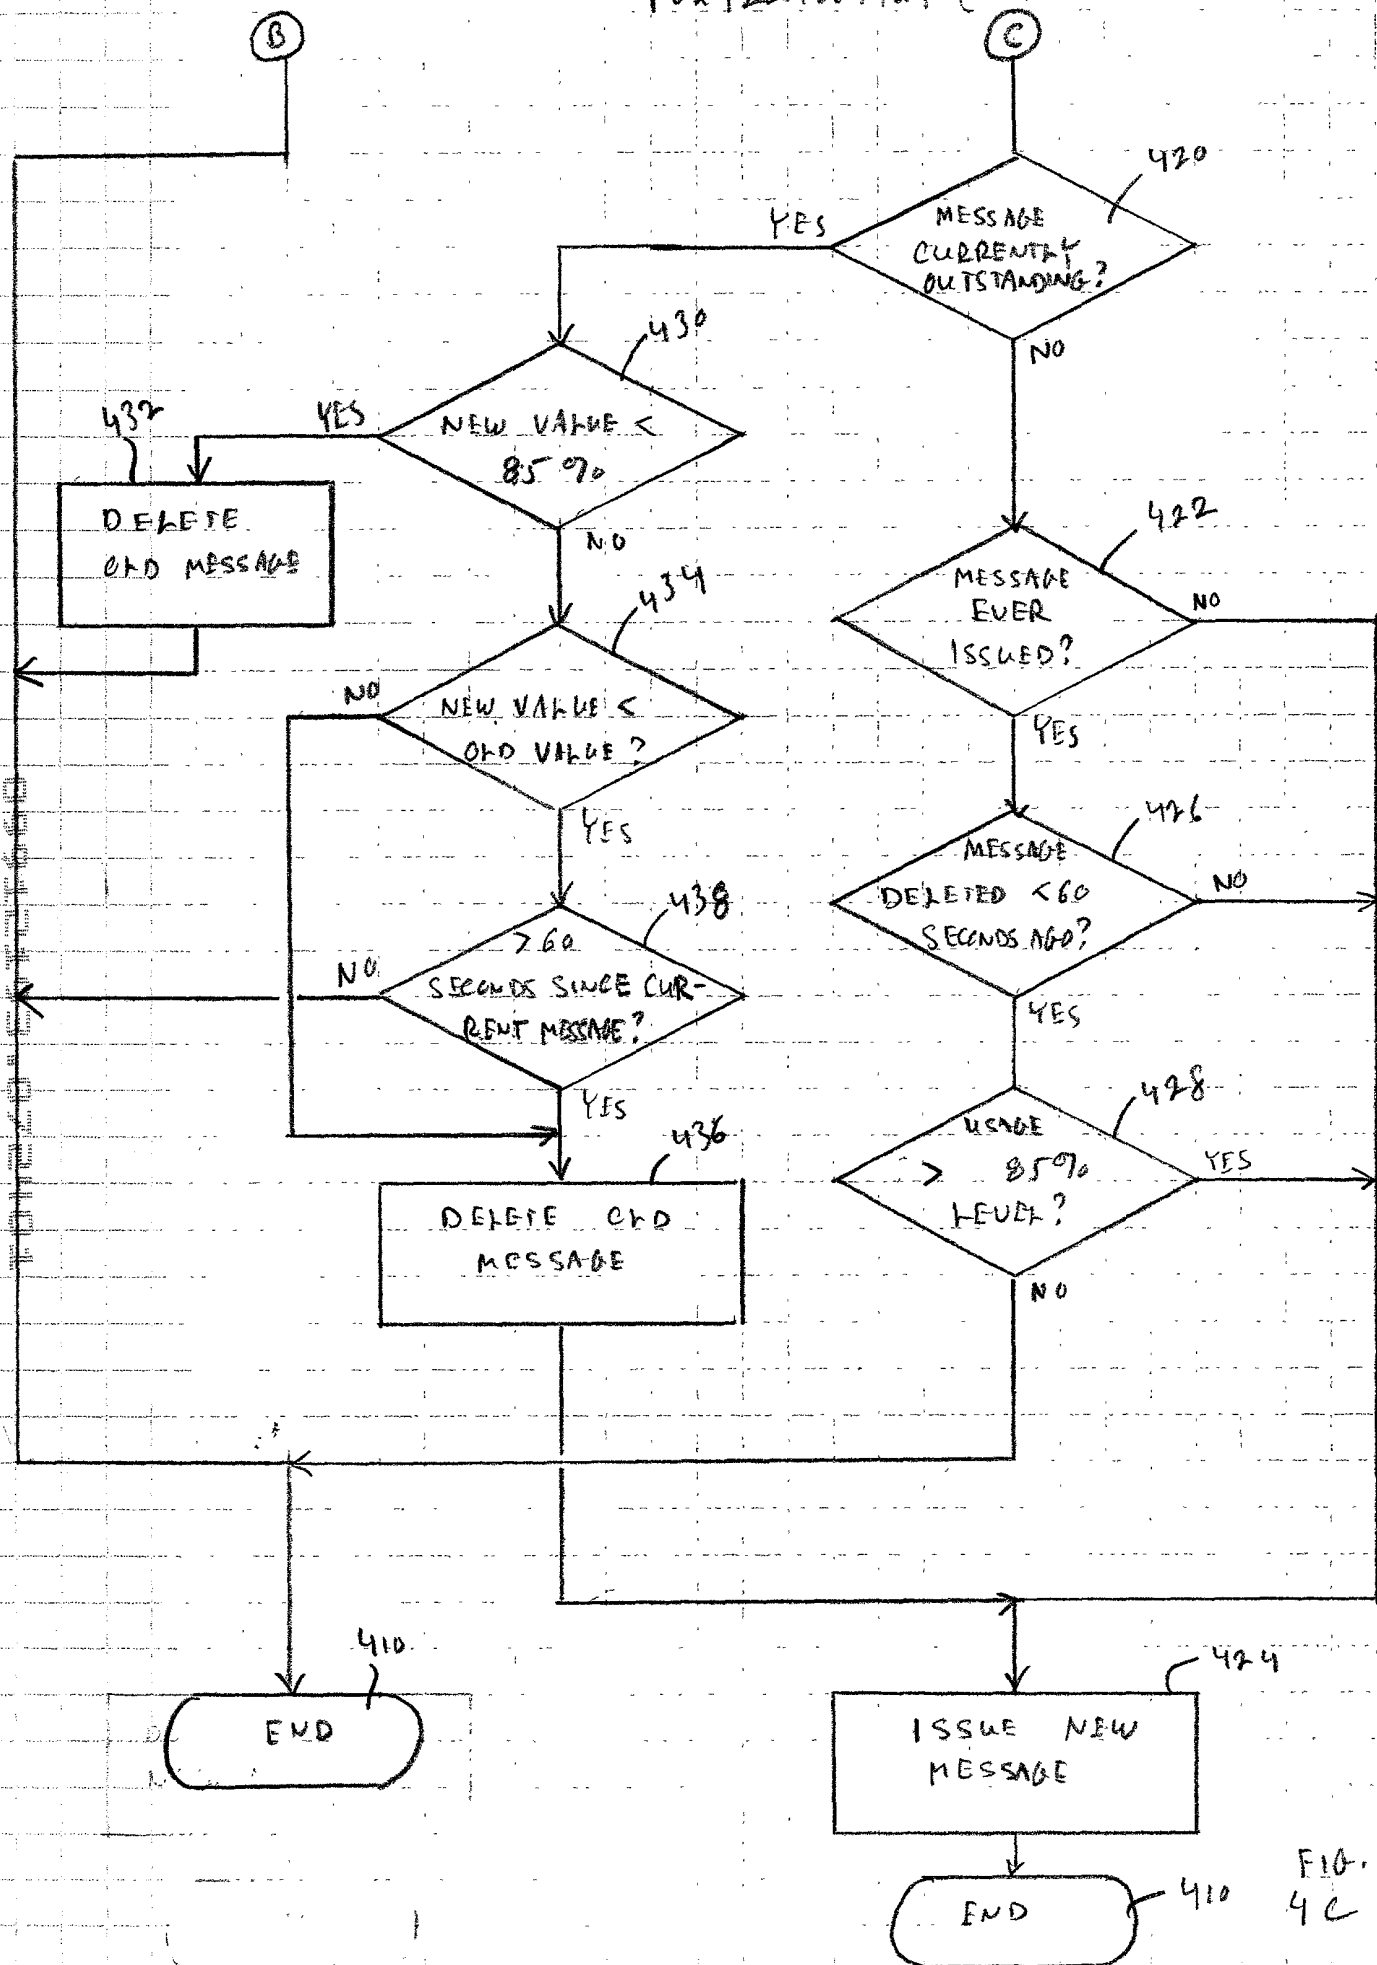 B
C
420
YES
MESSAGE
CURRENTLY
OUTSTANDING?
NO
430
432
YES
NEW VALUE <
85%
NO
DELETE
OLD MESSAGE
422
MESSAGE
EVER
ISSUED?
NO
YES
434
NO
NEW VALUE <
OLD VALUE?
YES
426
MESSAGE
DELETED <60
SECONDS AGO?
NO
YES
438
> 60
NO
SECONDS SINCE CUR-
RENT MESSAGE?
YES
428
USAGE
> 85%
LEVEL?
YES
NO
436
DELETE OLD
MESSAGE
410
END
424
ISSUE NEW
MESSAGE
END
410
FIG.
4C